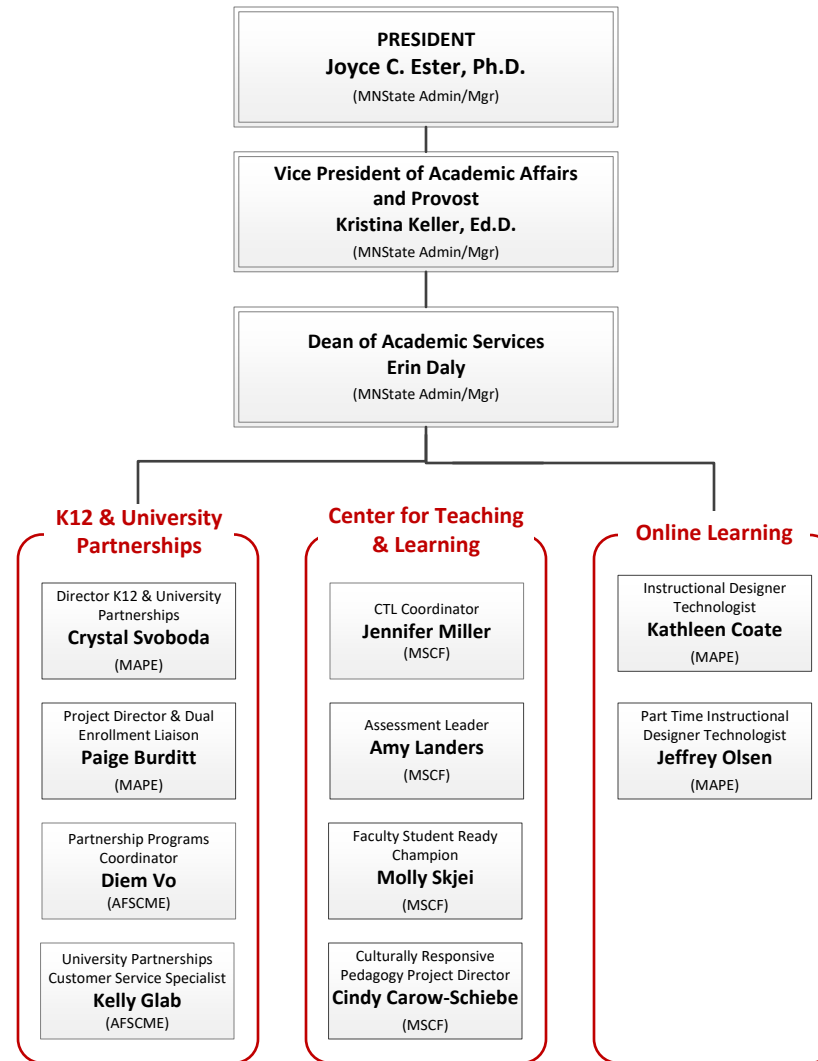 PRESIDENT
Joyce C. Ester, Ph.D.
(MNState Admin/Mgr)
Vice President of Academic Affairs
and Provost
Kristina Keller, Ed.D.
(MNState Admin/Mgr)
Dean of Academic Services
Erin Daly
(MNState Admin/Mgr)
K12 & University
Partnerships
Director K12 & University
Partnerships
Crystal Svoboda
(MAPE)
Project Director & Dual
Enrollment Liaison
Paige Burditt
(MAPE)
Partnership Programs
Coordinator
Diem Vo
(AFSCME)
University Partnerships
Customer Service Specialist
Kelly Glab
(AFSCME)
Center for Teaching
& Learning
CTL Coordinator
Jennifer Miller
(MSCF)
Assessment Leader
Amy Landers
(MSCF)
Faculty Student Ready
Champion
Molly Skjei
(MSCF)
Culturally Responsive
Pedagogy Project Director
Cindy Carow-Schiebe
(MSCF)
Online Learning
Instructional Designer
Technologist
Kathleen Coate
(MAPE)
Part Time Instructional
Designer Technologist
Jeffrey Olsen
(MAPE)